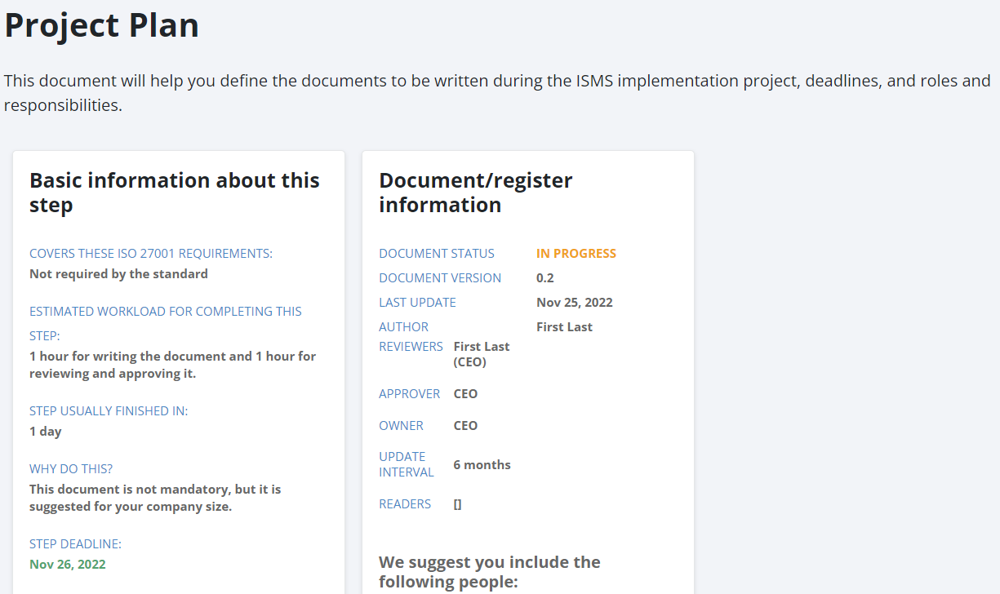 Project Plan
This document will help you define the documents to be written during the ISMS implementation project, deadlines, and roles and
responsibilities.
Basic information about this
step
COVERS THESE ISO 27001 REQUIREMENTS:
Not required by the standard
ESTIMATED WORKLOAD FOR COMPLETING THIS
STEP:
1 hour for writing the document and 1 hour for
reviewing and approving it.
STEP USUALLY FINISHED IN:
1 day
WHY DO THIS?
This document is not mandatory, but it is
suggested for your company size.
STEP DEADLINE:
Nov 26, 2022
Document/register
information
DOCUMENT STATUS IN PROGRESS
DOCUMENT VERSION 0.2
LAST UPDATE Nov 25, 2022
AUTHOR First Last
REVIEWERS First Last
(CEO)
APPROVER CEO
OWNER CEO
UPDATE
INTERVAL 6 months
READERS []
We suggest you include the
following people: